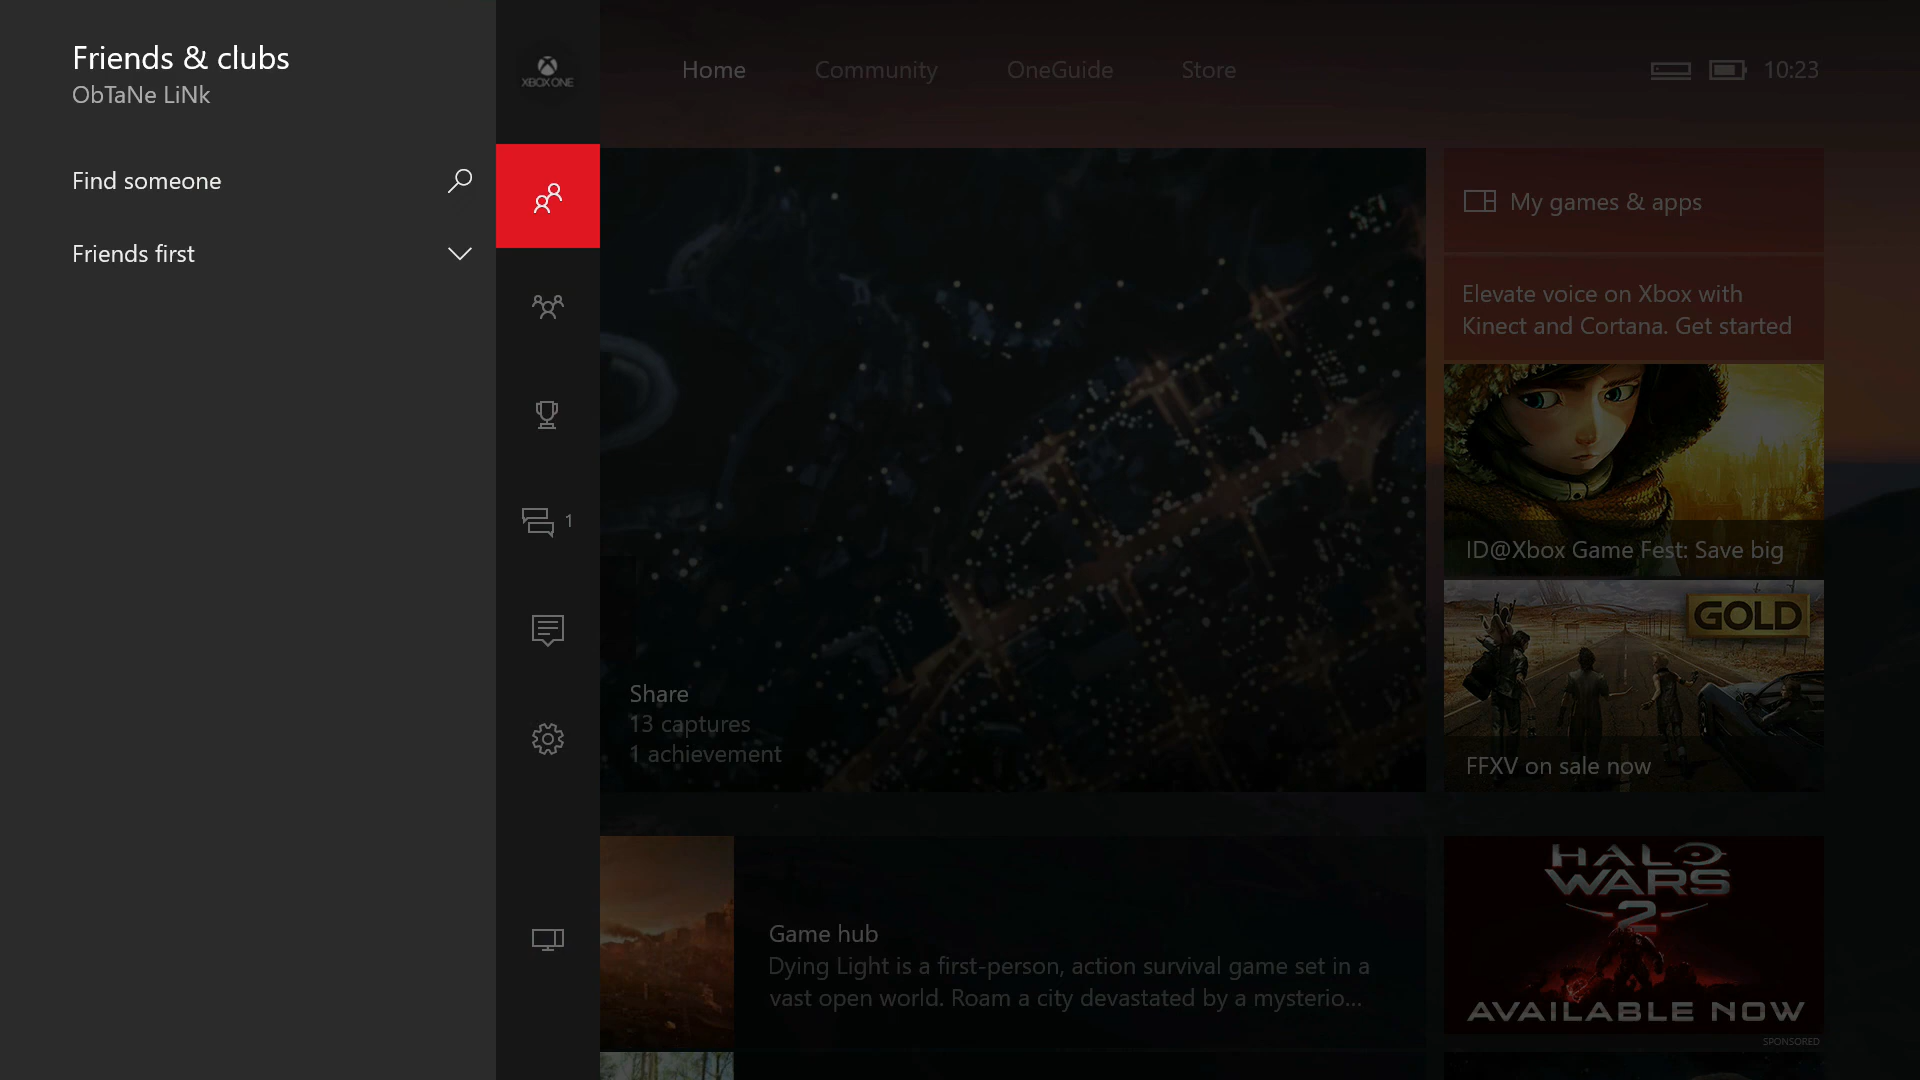 Friends & clubs
ObTaNe LiNk
Find someone
Friends first
XBOX ONE
1
Home
Community
OneGuide
Store
10:23
Share
13 captures
1 achievement
My games & apps
Elevate voice on Xbox with
Kinect and Cortana. Get started
ID@Xbox Game Fest: Save big
GOLD
FFXV on sale now
Game hub
Dying Light is a first-person, action survival game set in a
vast open world. Roam a city devastated by a mysterio...
HALO
WARS
2
AVAILABLE NOW
SPONSORED